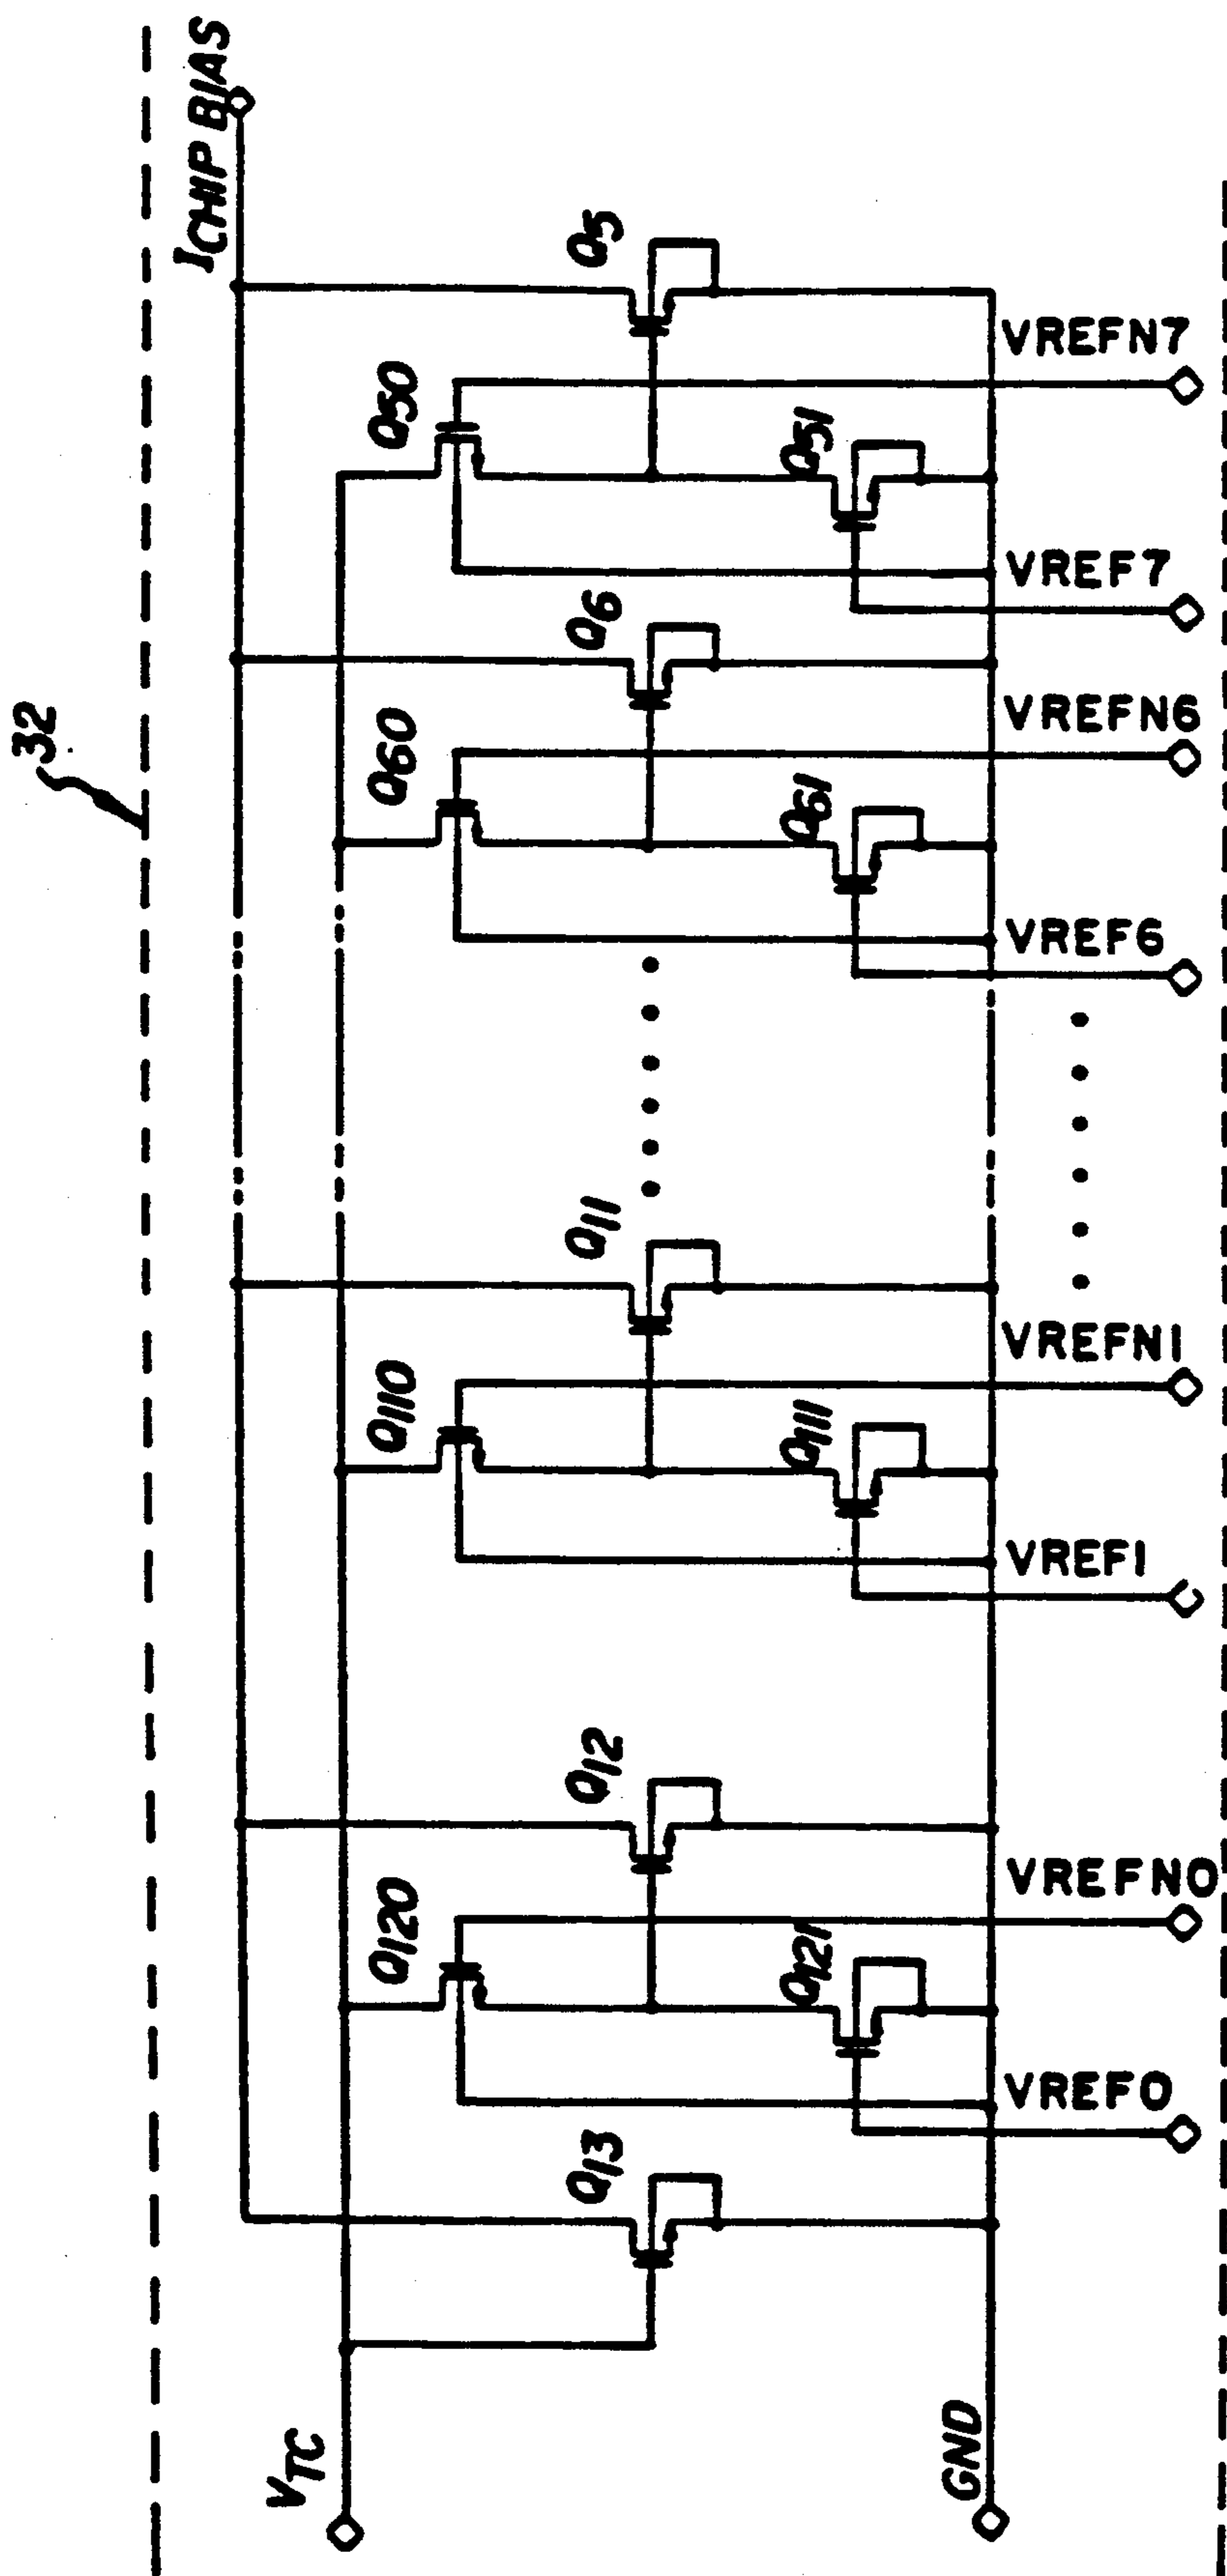 32
I CHIP BIAS
Q5
Q50
VREFN7
Q51
VREF7
Q6
Q60
VREFN6
Q61
VREF6
Q11
Q110
VREFN1
Q111
VREF1
Q12
Q120
VREFN0
Q121
VREF0
Q13
VTC
GND